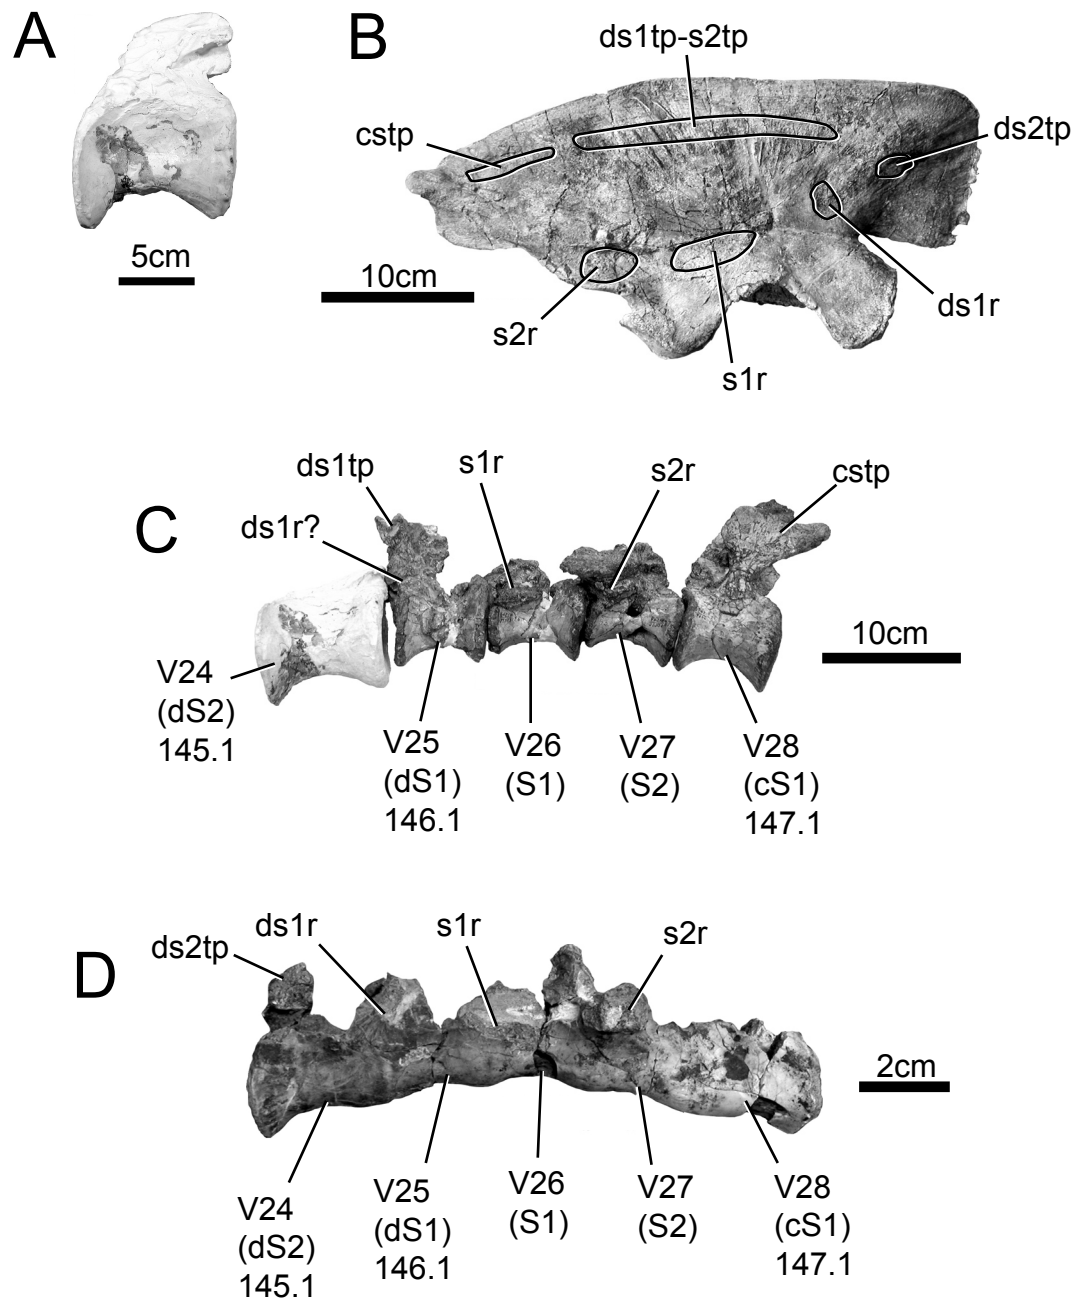 A
5cm
B
ds1tp-s2tp
cstp
ds2tp
10cm
s2r
s1r
ds1r
C
ds1tp
s1r
s2r
cstp
ds1r?
10cm
V24
(dS2)
145.1
V25
(dS1)
146.1
V26
(S1)
V27
(S2)
V28
(cS1)
147.1
D
ds2tp
ds1r
s1r
s2r
2cm
V24
(dS2)
145.1
V25
(dS1)
146.1
V26
(S1)
V27
(S2)
V28
(cS1)
147.1